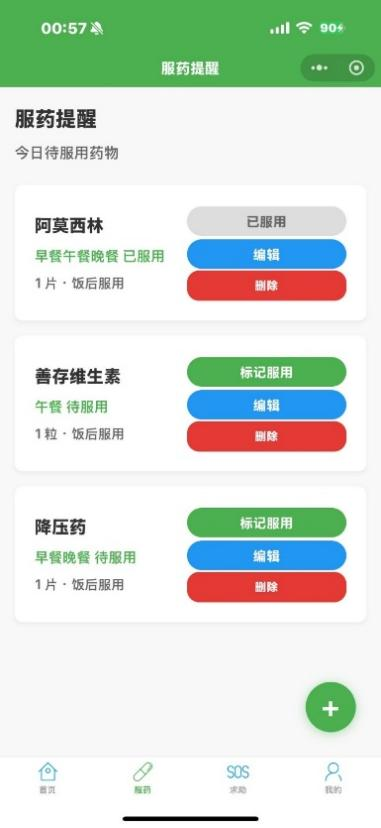 00:57
90
服药提醒
服药提醒
今日待服用药物
阿莫西林
早餐午餐晚餐 已服用
1 片 · 饭后服用
已服用
编辑
删除
善存维生素
午餐 待服用
1 粒 · 饭后服用
标记服用
编辑
删除
降压药
早餐晚餐 待服用
1 片 · 饭后服用
标记服用
编辑
删除
+
首页
服药
SOS
求助
我的